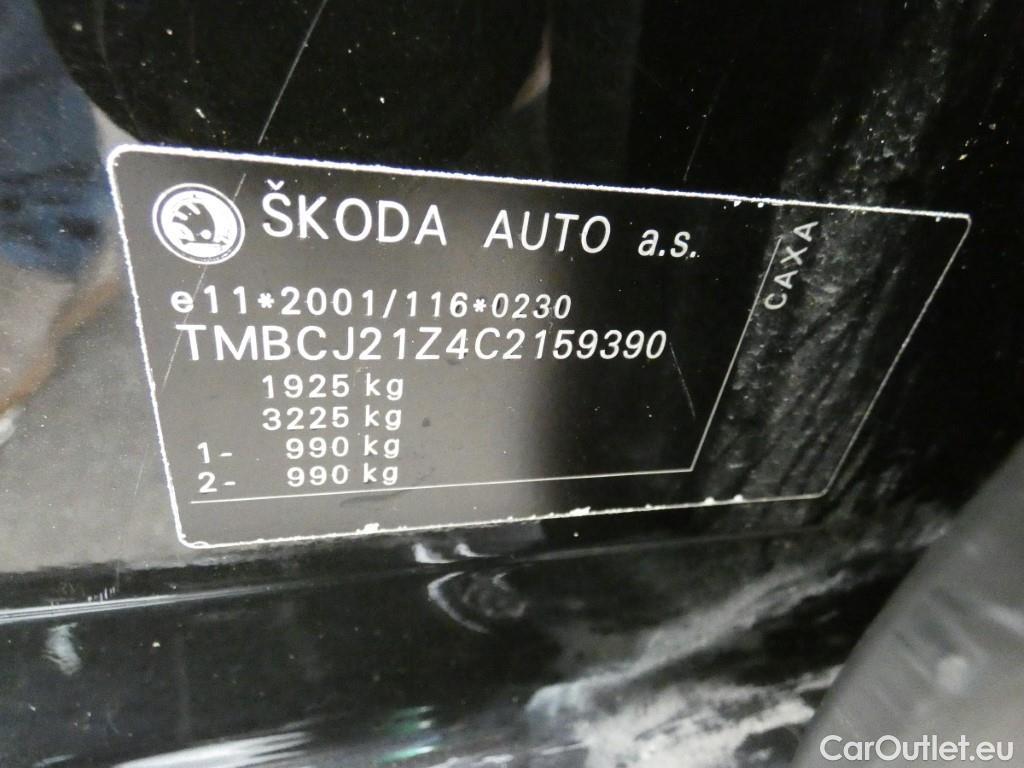 ŠKODA AUTO a.s.
e11*2001/116*0230
TMBCJ21Z4C2159390
1925 kg
3225 kg
1- 990 kg
2- 990 kg
CAXA
CarOutlet.eu